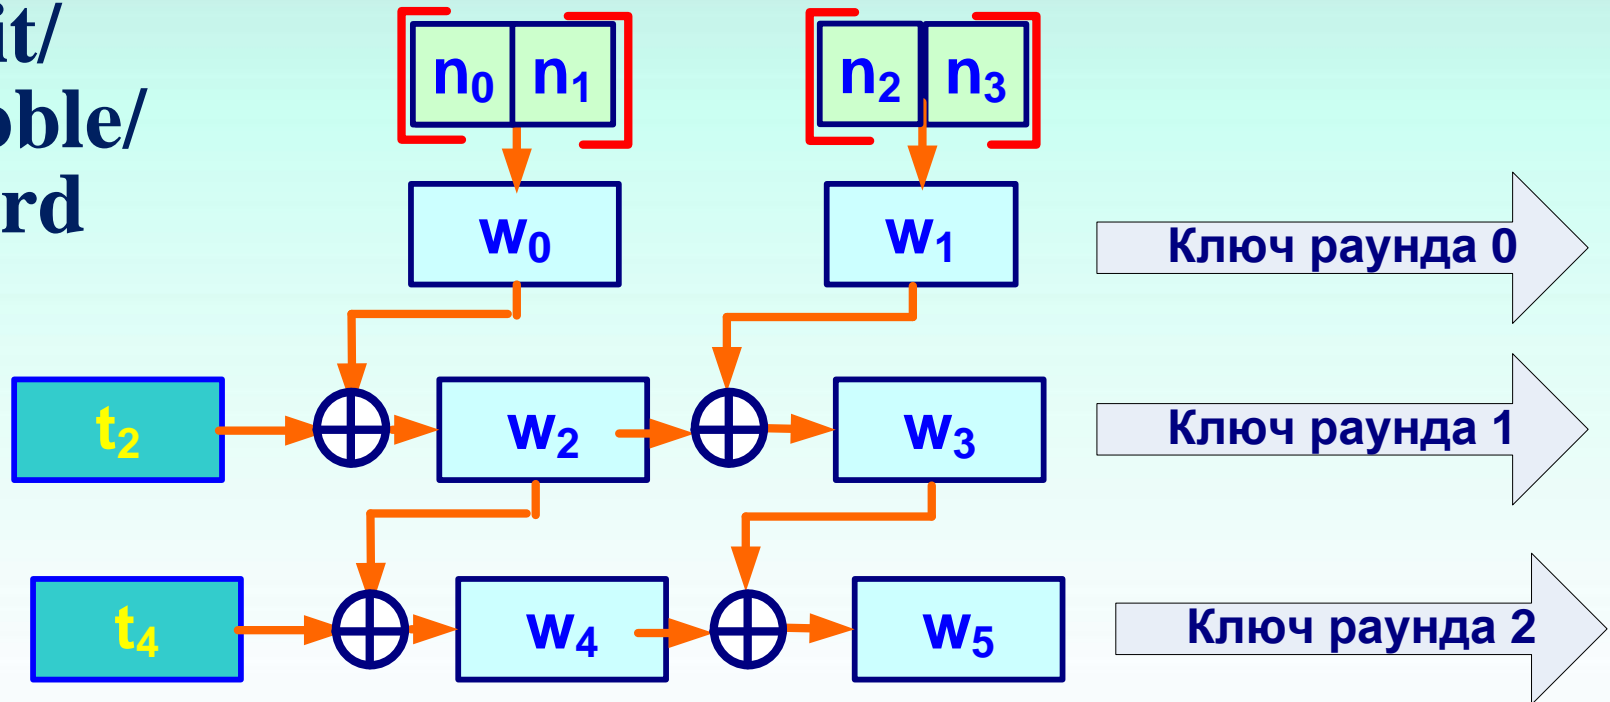 it/
oble/
rd
n₀ n₁ n₂ n₃
w₀ w₁ Ключ раунда 0
t₂ w₂ w₃ Ключ раунда 1
t₄ w₄ w₅ Ключ раунда 2